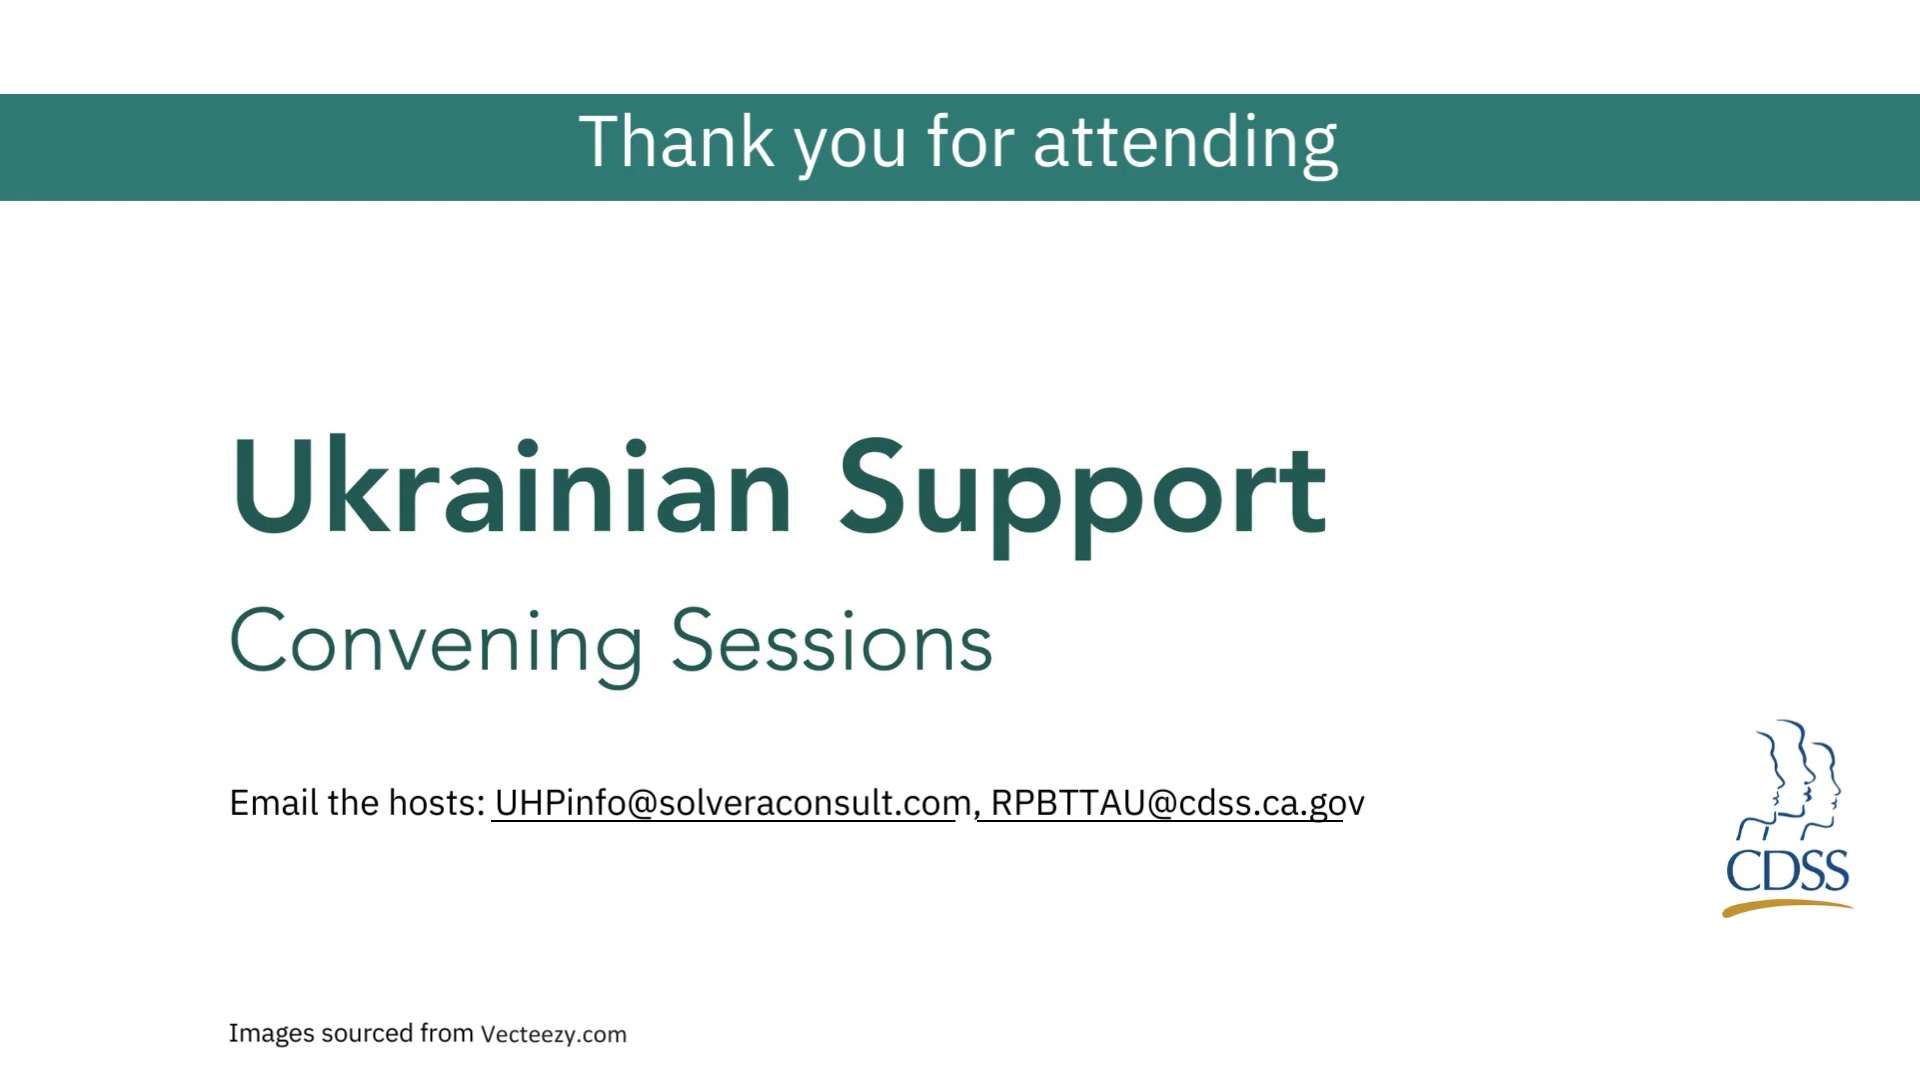 Thank you for attending
Ukrainian Support
Convening Sessions
Email the hosts: UHPinfo@solveraconsult.com, RPBTTAU@cdss.ca.gov
CDSS
Images sourced from Vecteezy.com